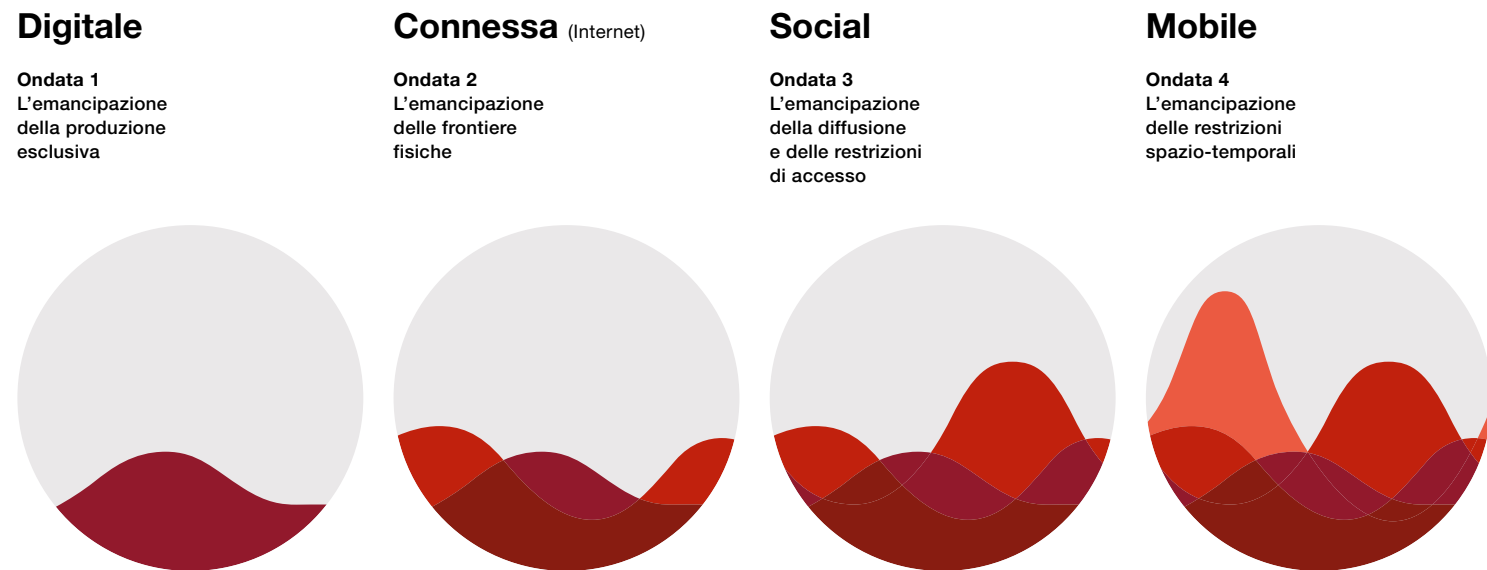 Digitale
Ondata 1
L’emancipazione
della produzione
esclusiva
Connessa (Internet)
Ondata 2
L’emancipazione
delle frontiere
fisiche
Social
Ondata 3
L’emancipazione
della diffusione
e delle restrizioni
di accesso
Mobile
Ondata 4
L’emancipazione
delle restrizioni
spazio-temporali